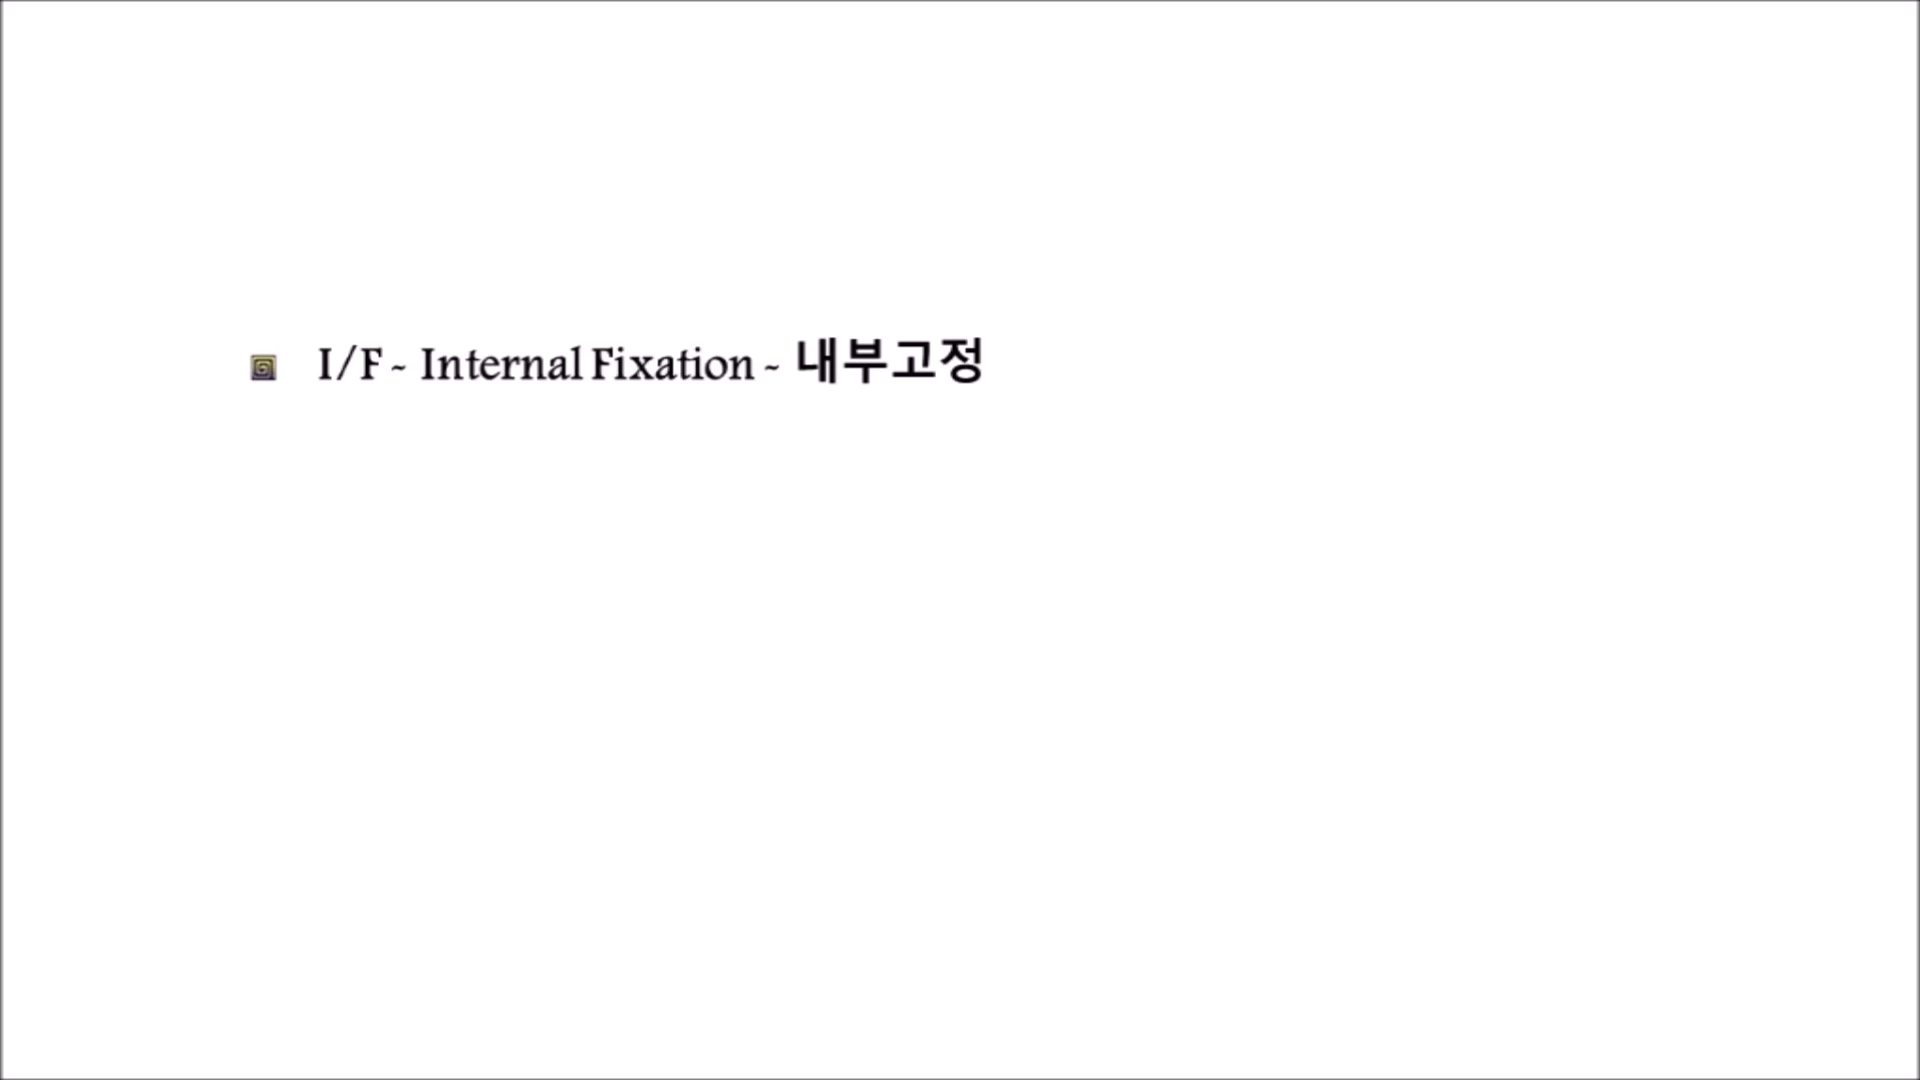 I/F - Internal Fixation - 내부고정